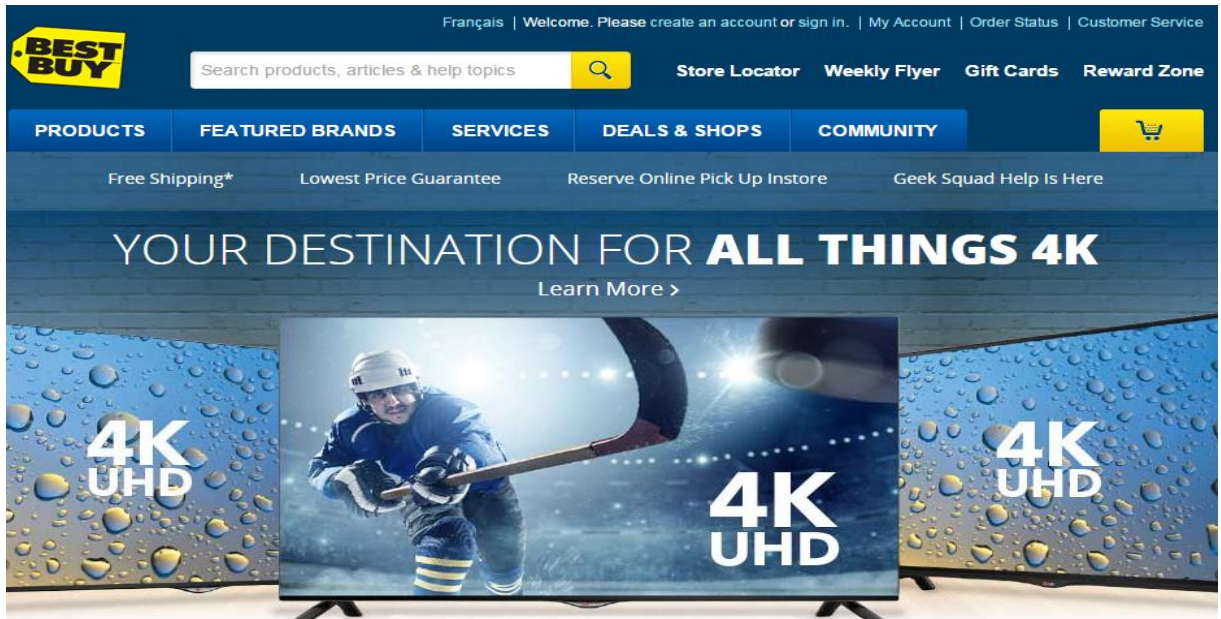 Français | Welcome. Please create an account or sign in. | My Account | Order Status | Customer Service
BEST
BUY
Search products, articles & help topics
Store Locator Weekly Flyer Gift Cards Reward Zone
PRODUCTS FEATURED BRANDS SERVICES DEALS & SHOPS COMMUNITY
Free Shipping* Lowest Price Guarantee Reserve Online Pick Up Instore Geek Squad Help Is Here
YOUR DESTINATION FOR ALL THINGS 4K
Learn More >
4K
UHD
4K
UHD
4K
UHD